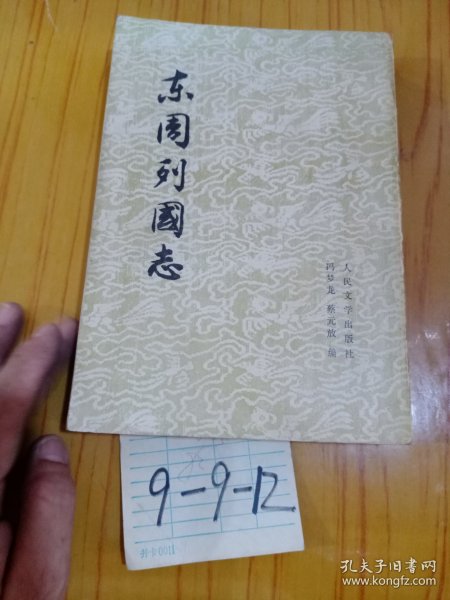 东周列國志
冯梦龙 蔡元放 编
人民文学出版社
9-9-12
孔夫子旧书网
www.kongfz.com